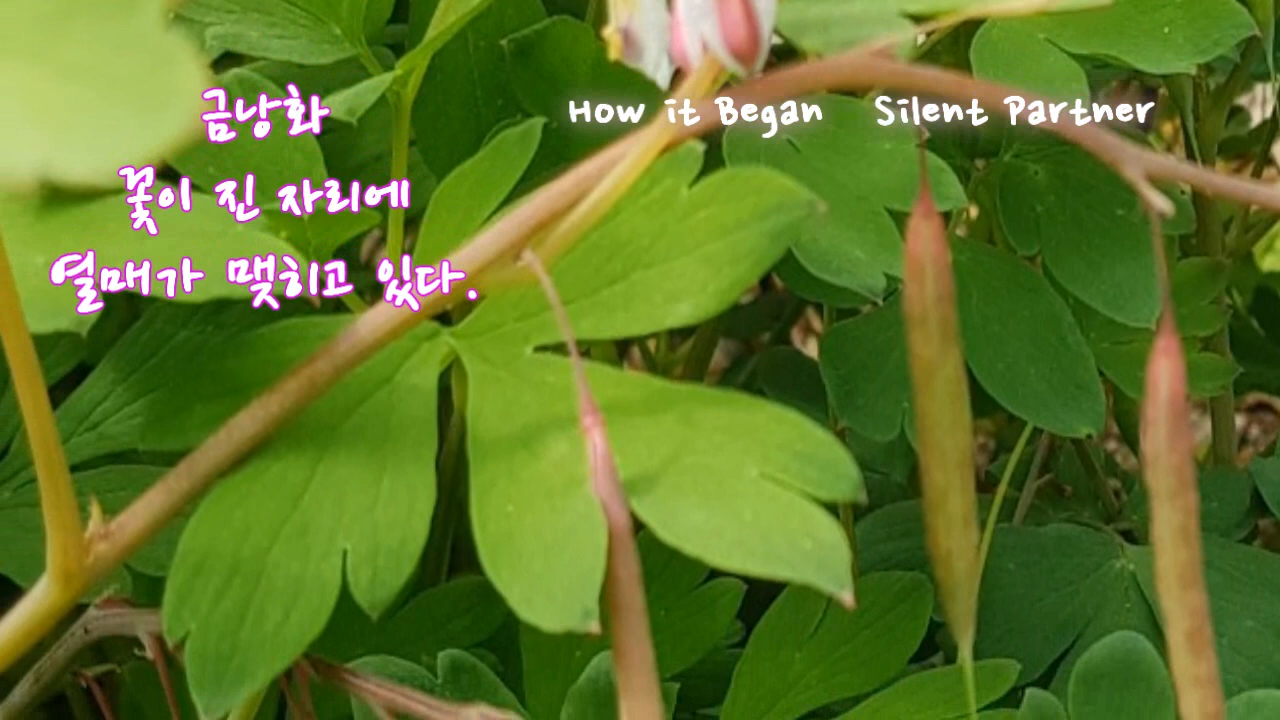 금낭화
How it Began   Silent Partner
꽃이 진 자리에
열매가 맺히고 있다.